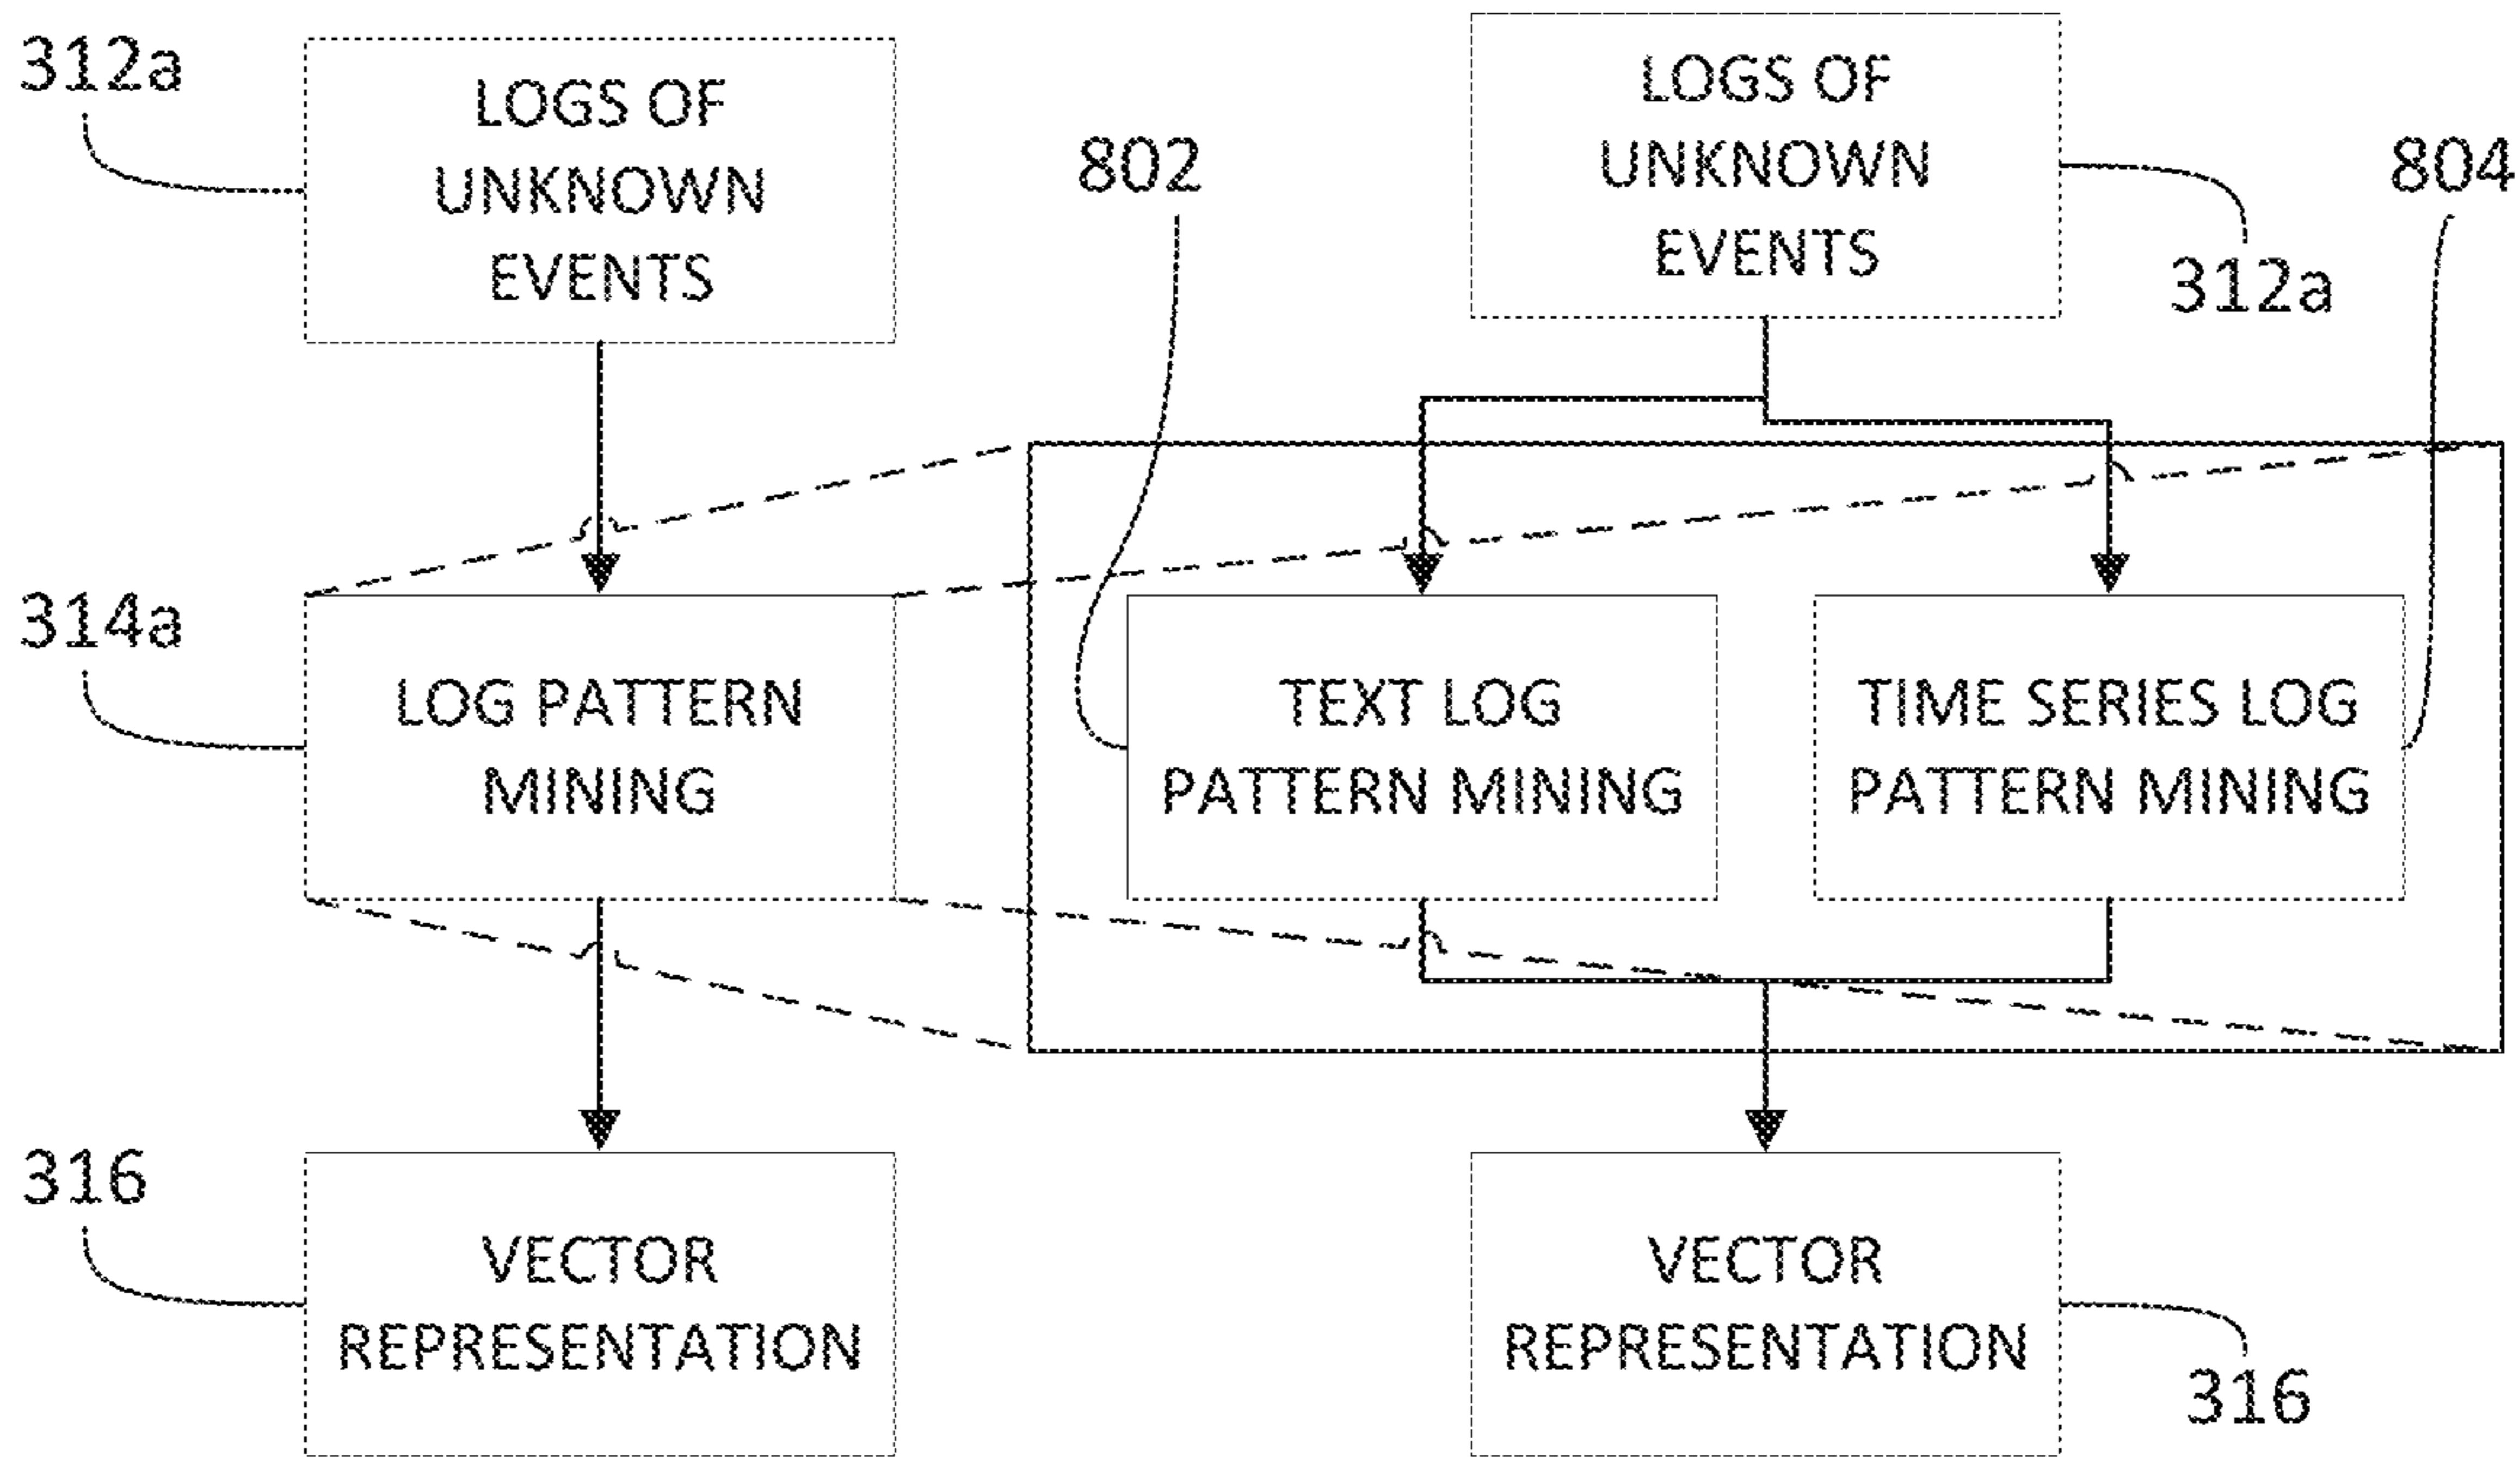 312a
LOGS OF
UNKNOWN
EVENTS
LOGS OF
UNKNOWN
EVENTS
312a
802
804
314a
LOG PATTERN
MINING
TEXT LOG
PATTERN MINING
TIME SERIES LOG
PATTERN MINING
316
VECTOR
REPRESENTATION
VECTOR
REPRESENTATION
316